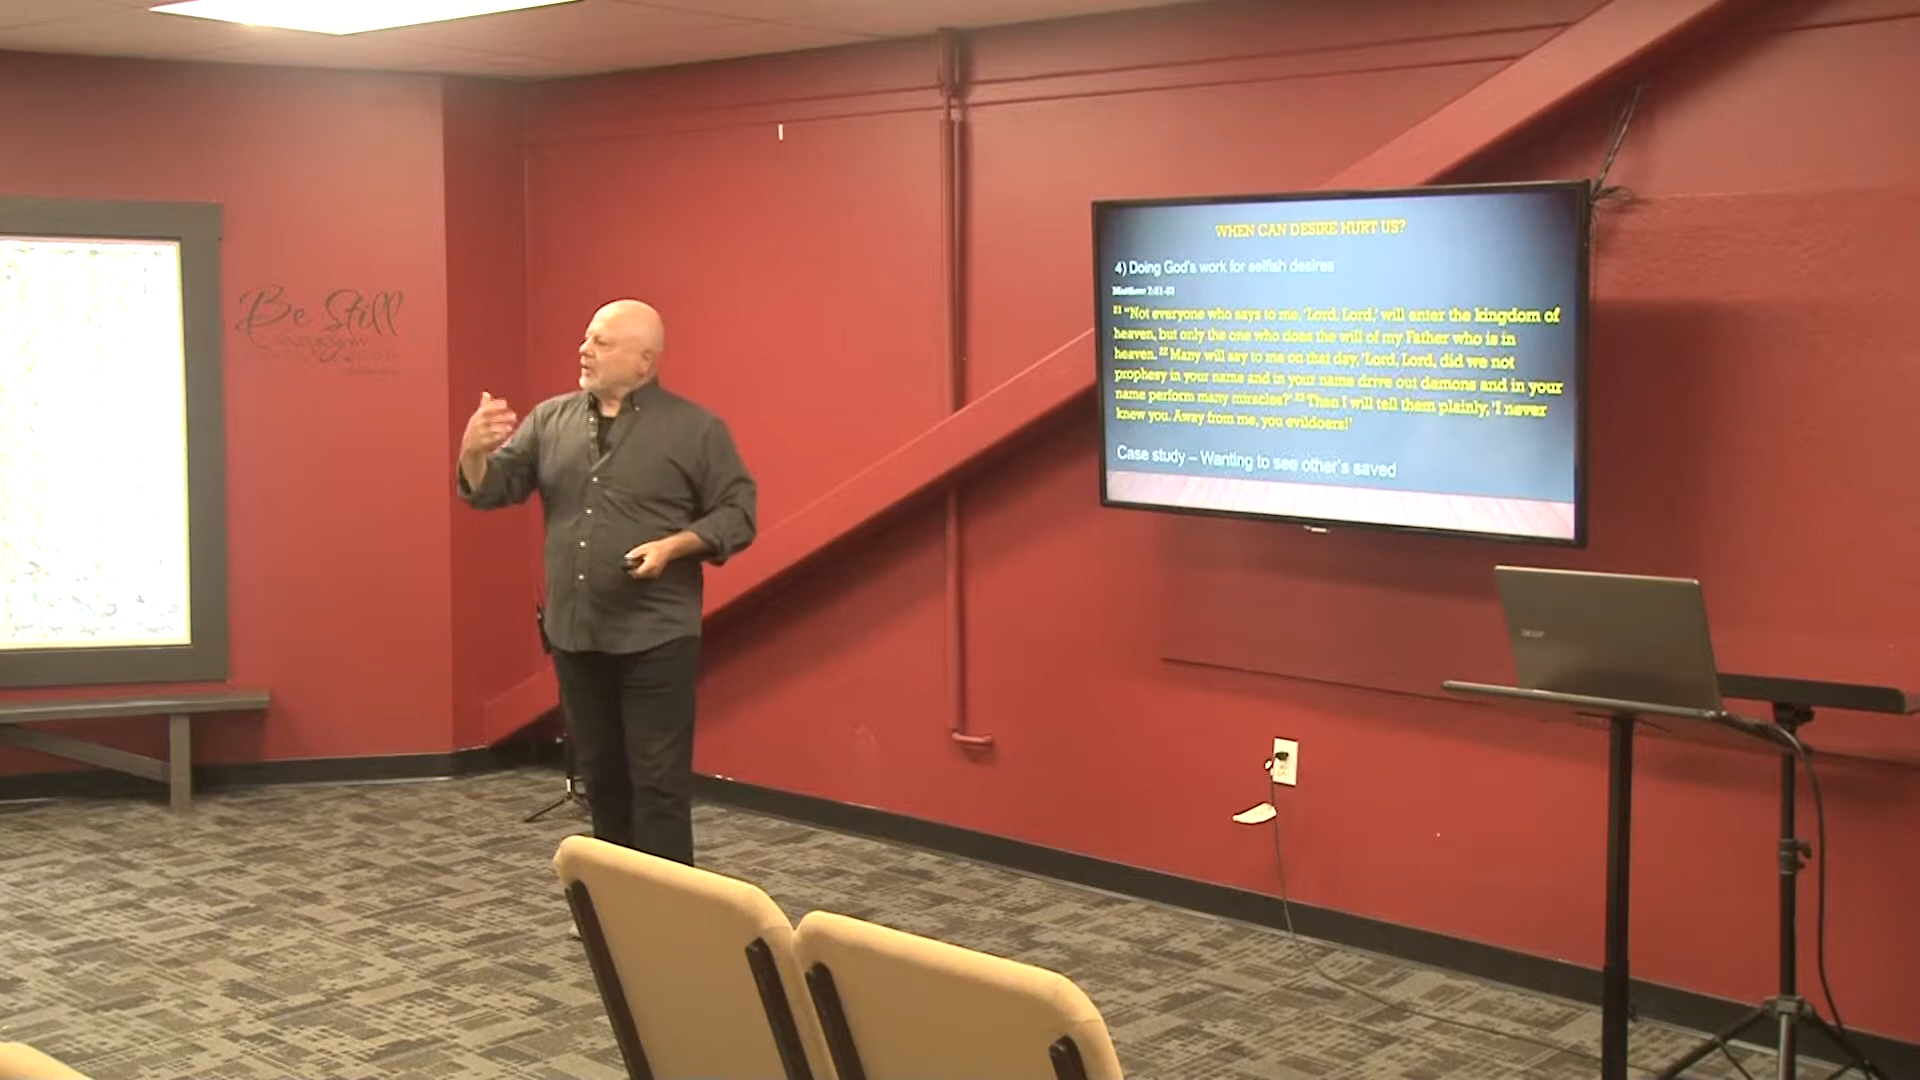 Be Still
WHEN CAN DESIRE HURT US?
4) Doing God's work for selfish desires
Matthew 7:21-23
21 "Not everyone who says to me, 'Lord, Lord,' will enter the kingdom of
heaven, but only the one who does the will of my Father who is in
heaven. 22 Many will say to me on that day, 'Lord, Lord, did we not
prophesy in your name and in your name drive out demons and in your
name perform many miracles?' 23 Then I will tell them plainly, 'I never
knew you. Away from me, you evildoers!'
Case study – Wanting to see other's saved
acer